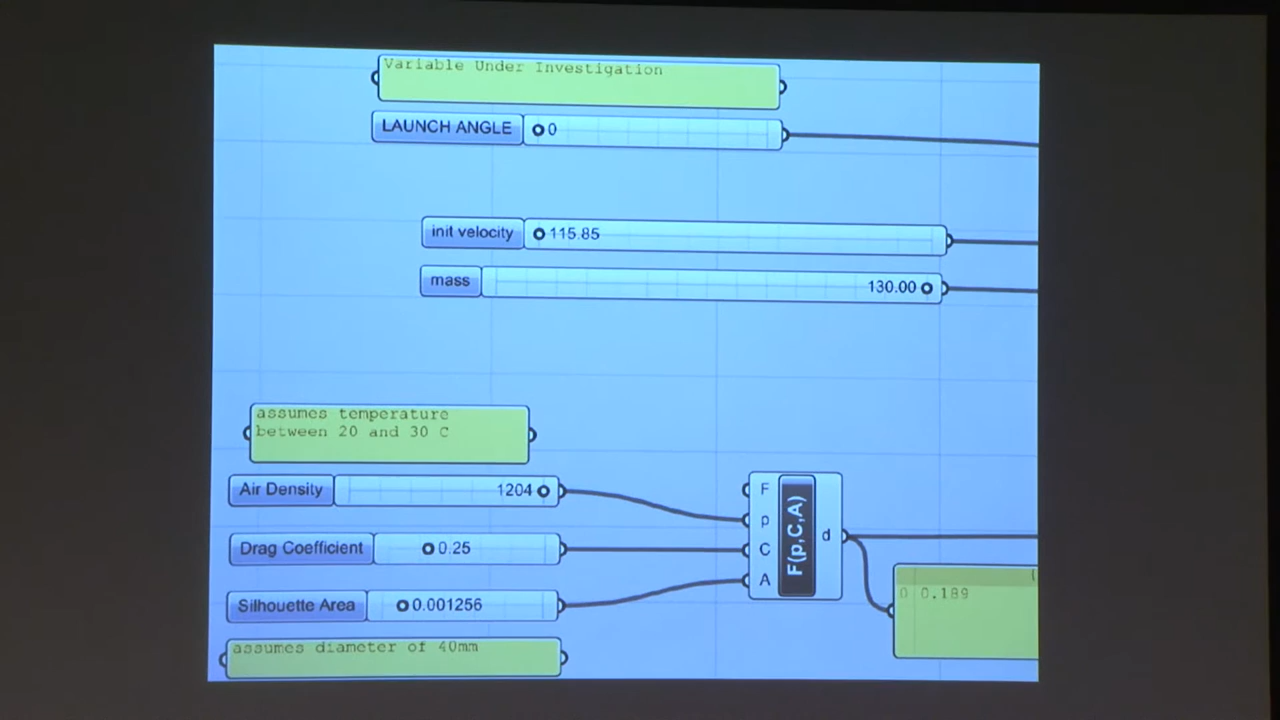 Variable Under Investigation
LAUNCH ANGLE 0
init velocity 115.85
mass 130.00
assumes temperature
between 20 and 30 C
Air Density 1204
Drag Coefficient 0.25
Silhouette Area 0.001256
assumes diameter of 40mm
F
p
C
A
F(p,C,A)
d
0 0.189